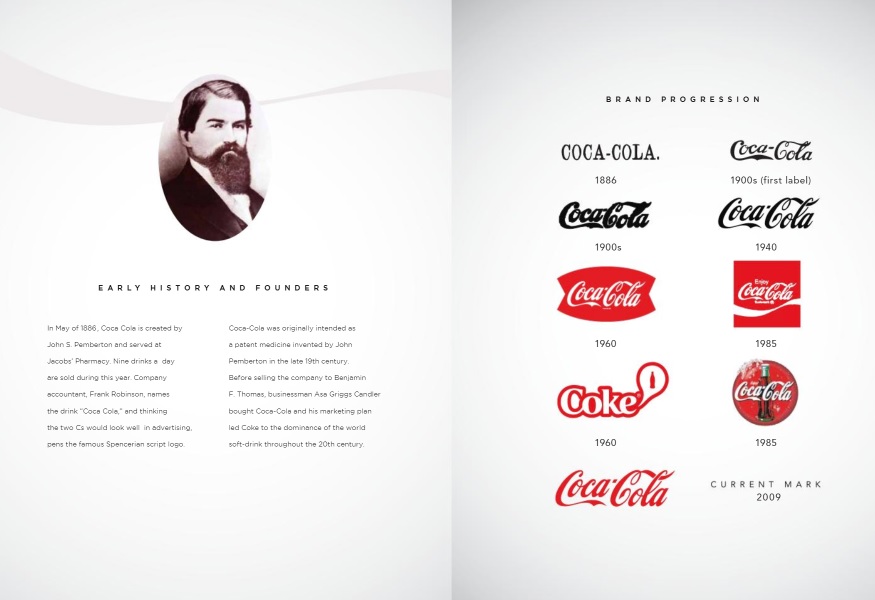 EARLY HISTORY AND FOUNDERS
In May of 1886, Coca Cola is created by
John S. Pemberton and served at
Jacobs' Pharmacy. Nine drinks a day
are sold during this year. Company
accountant, Frank Robinson, names
the drink "Coca Cola," and thinking
the two Cs would look well in advertising,
pens the famous Spencerian script logo.
Coca-Cola was originally intended as
a patent medicine invented by John
Pemberton in the late 19th century.
Before selling the company to Benjamin
F. Thomas, businessman Asa Griggs Candler
bought Coca-Cola and his marketing plan
led Coke to the dominance of the world
soft-drink throughout the 20th century.
BRAND PROGRESSION
COCA-COLA.
1886
Coca-Cola
1900s (first label)
Coca-Cola
1900s
Coca-Cola
1940
Coca-Cola
1960
Enjoy
Coca-Cola
1985
Coke
1960
Coca-Cola
1985
Coca-Cola
CURRENT MARK
2009